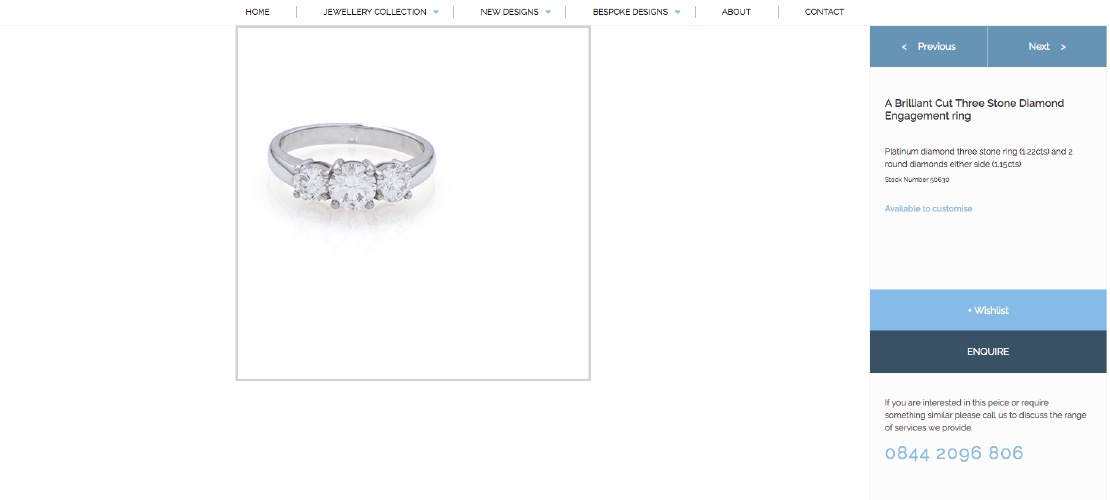 HOME JEWELLERY COLLECTION NEW DESIGNS BESPOKE DESIGNS ABOUT CONTACT
< Previous Next >
A Brilliant Cut Three Stone Diamond
Engagement ring
Platinum diamond three stone ring (1.22cts) and 2
round diamonds either side (1.15cts)
Stock Number 50630
Available to customise
+ Wishlist
ENQUIRE
If you are interested in this peice or require
something similar please call us to discuss the range
of services we provide.
0844 2096 806